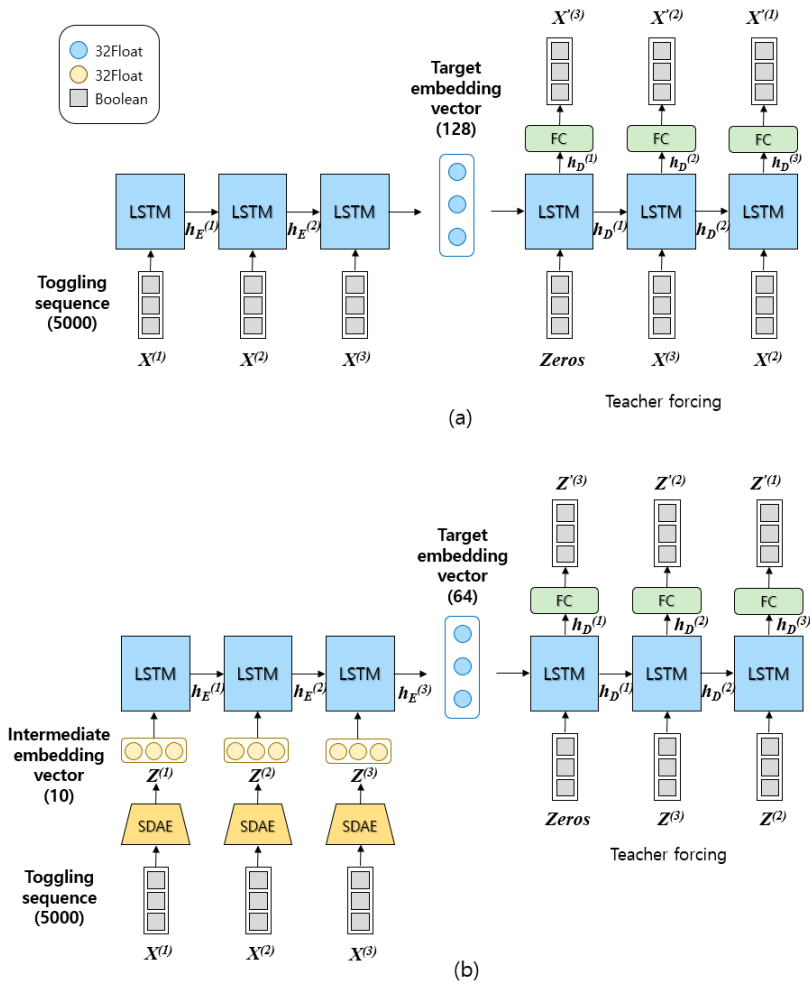 32Float
32Float
Boolean
X'(3) X'(2) X'(1)
Target
embedding
vector
(128)
FC FC FC
hD(1) hD(2) hD(3)
LSTM LSTM LSTM LSTM LSTM LSTM
hE(1) hE(2) hD(1) hD(2)
Toggling
sequence
(5000)
X(1) X(2) X(3) Zeros X(3) X(2)
Teacher forcing
(a)
Z'(3) Z'(2) Z'(1)
Target
embedding
vector
(64)
FC FC FC
hD(1) hD(2) hD(3)
LSTM LSTM LSTM LSTM LSTM LSTM
hE(1) hE(2) hE(3) hD(1) hD(2)
Intermediate
embedding
vector
(10)
Z(1) Z(2) Z(3)
SDAE SDAE SDAE
Zeros Z(3) Z(2)
Teacher forcing
Toggling
sequence
(5000)
X(1) X(2) X(3)
(b)